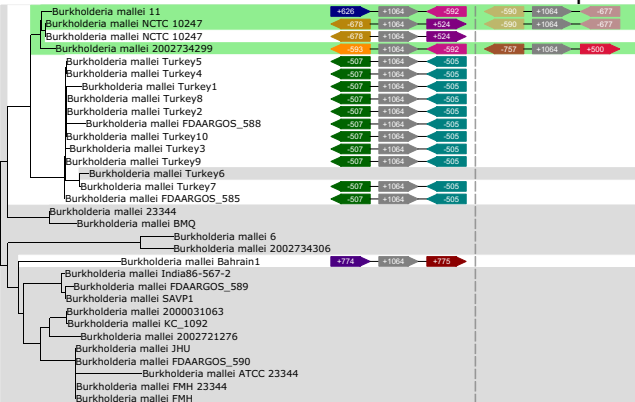 Burkholderia mallei 11 +626 +1064 -592 -590 +1064 -677
Burkholderia mallei NCTC 10247 -678 +1064 +524 -590 +1064 -677
Burkholderia mallei NCTC 10247 -678 +1064 +524
Burkholderia mallei 2002734299 -593 +1064 -592 -757 +1064 +500
Burkholderia mallei Turkey5 -507 +1064 -505
Burkholderia mallei Turkey4 -507 +1064 -505
Burkholderia mallei Turkey1 -507 +1064 -505
Burkholderia mallei Turkey8 -507 +1064 -505
Burkholderia mallei Turkey2 -507 +1064 -505
Burkholderia mallei FDAARGOS_588 -507 +1064 -505
Burkholderia mallei Turkey10 -507 +1064 -505
Burkholderia mallei Turkey3 -507 +1064 -505
Burkholderia mallei Turkey9 -507 +1064 -505
Burkholderia mallei Turkey6
Burkholderia mallei Turkey7 -507 +1064 -505
Burkholderia mallei FDAARGOS_585 -507 +1064 -505
Burkholderia mallei 23344
Burkholderia mallei BMQ
Burkholderia mallei 6
Burkholderia mallei 2002734306
Burkholderia mallei Bahrain1 +774 +1064 +775
Burkholderia mallei India86-567-2
Burkholderia mallei FDAARGOS_589
Burkholderia mallei SAVP1
Burkholderia mallei 2000031063
Burkholderia mallei KC_1092
Burkholderia mallei 2002721276
Burkholderia mallei JHU
Burkholderia mallei FDAARGOS_590
Burkholderia mallei ATCC 23344
Burkholderia mallei FMH 23344
Burkholderia mallei FMH